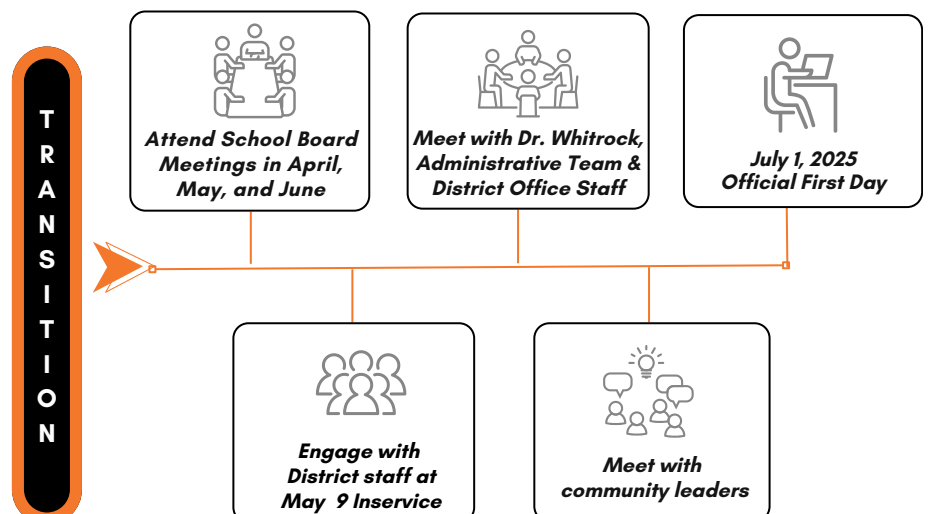 TRANSITION
Attend School Board
Meetings in April,
May, and June
Meet with Dr. Whitrock,
Administrative Team &
District Office Staff
July 1, 2025
Official First Day
Engage with
District staff at
May 9 Inservice
Meet with
community leaders